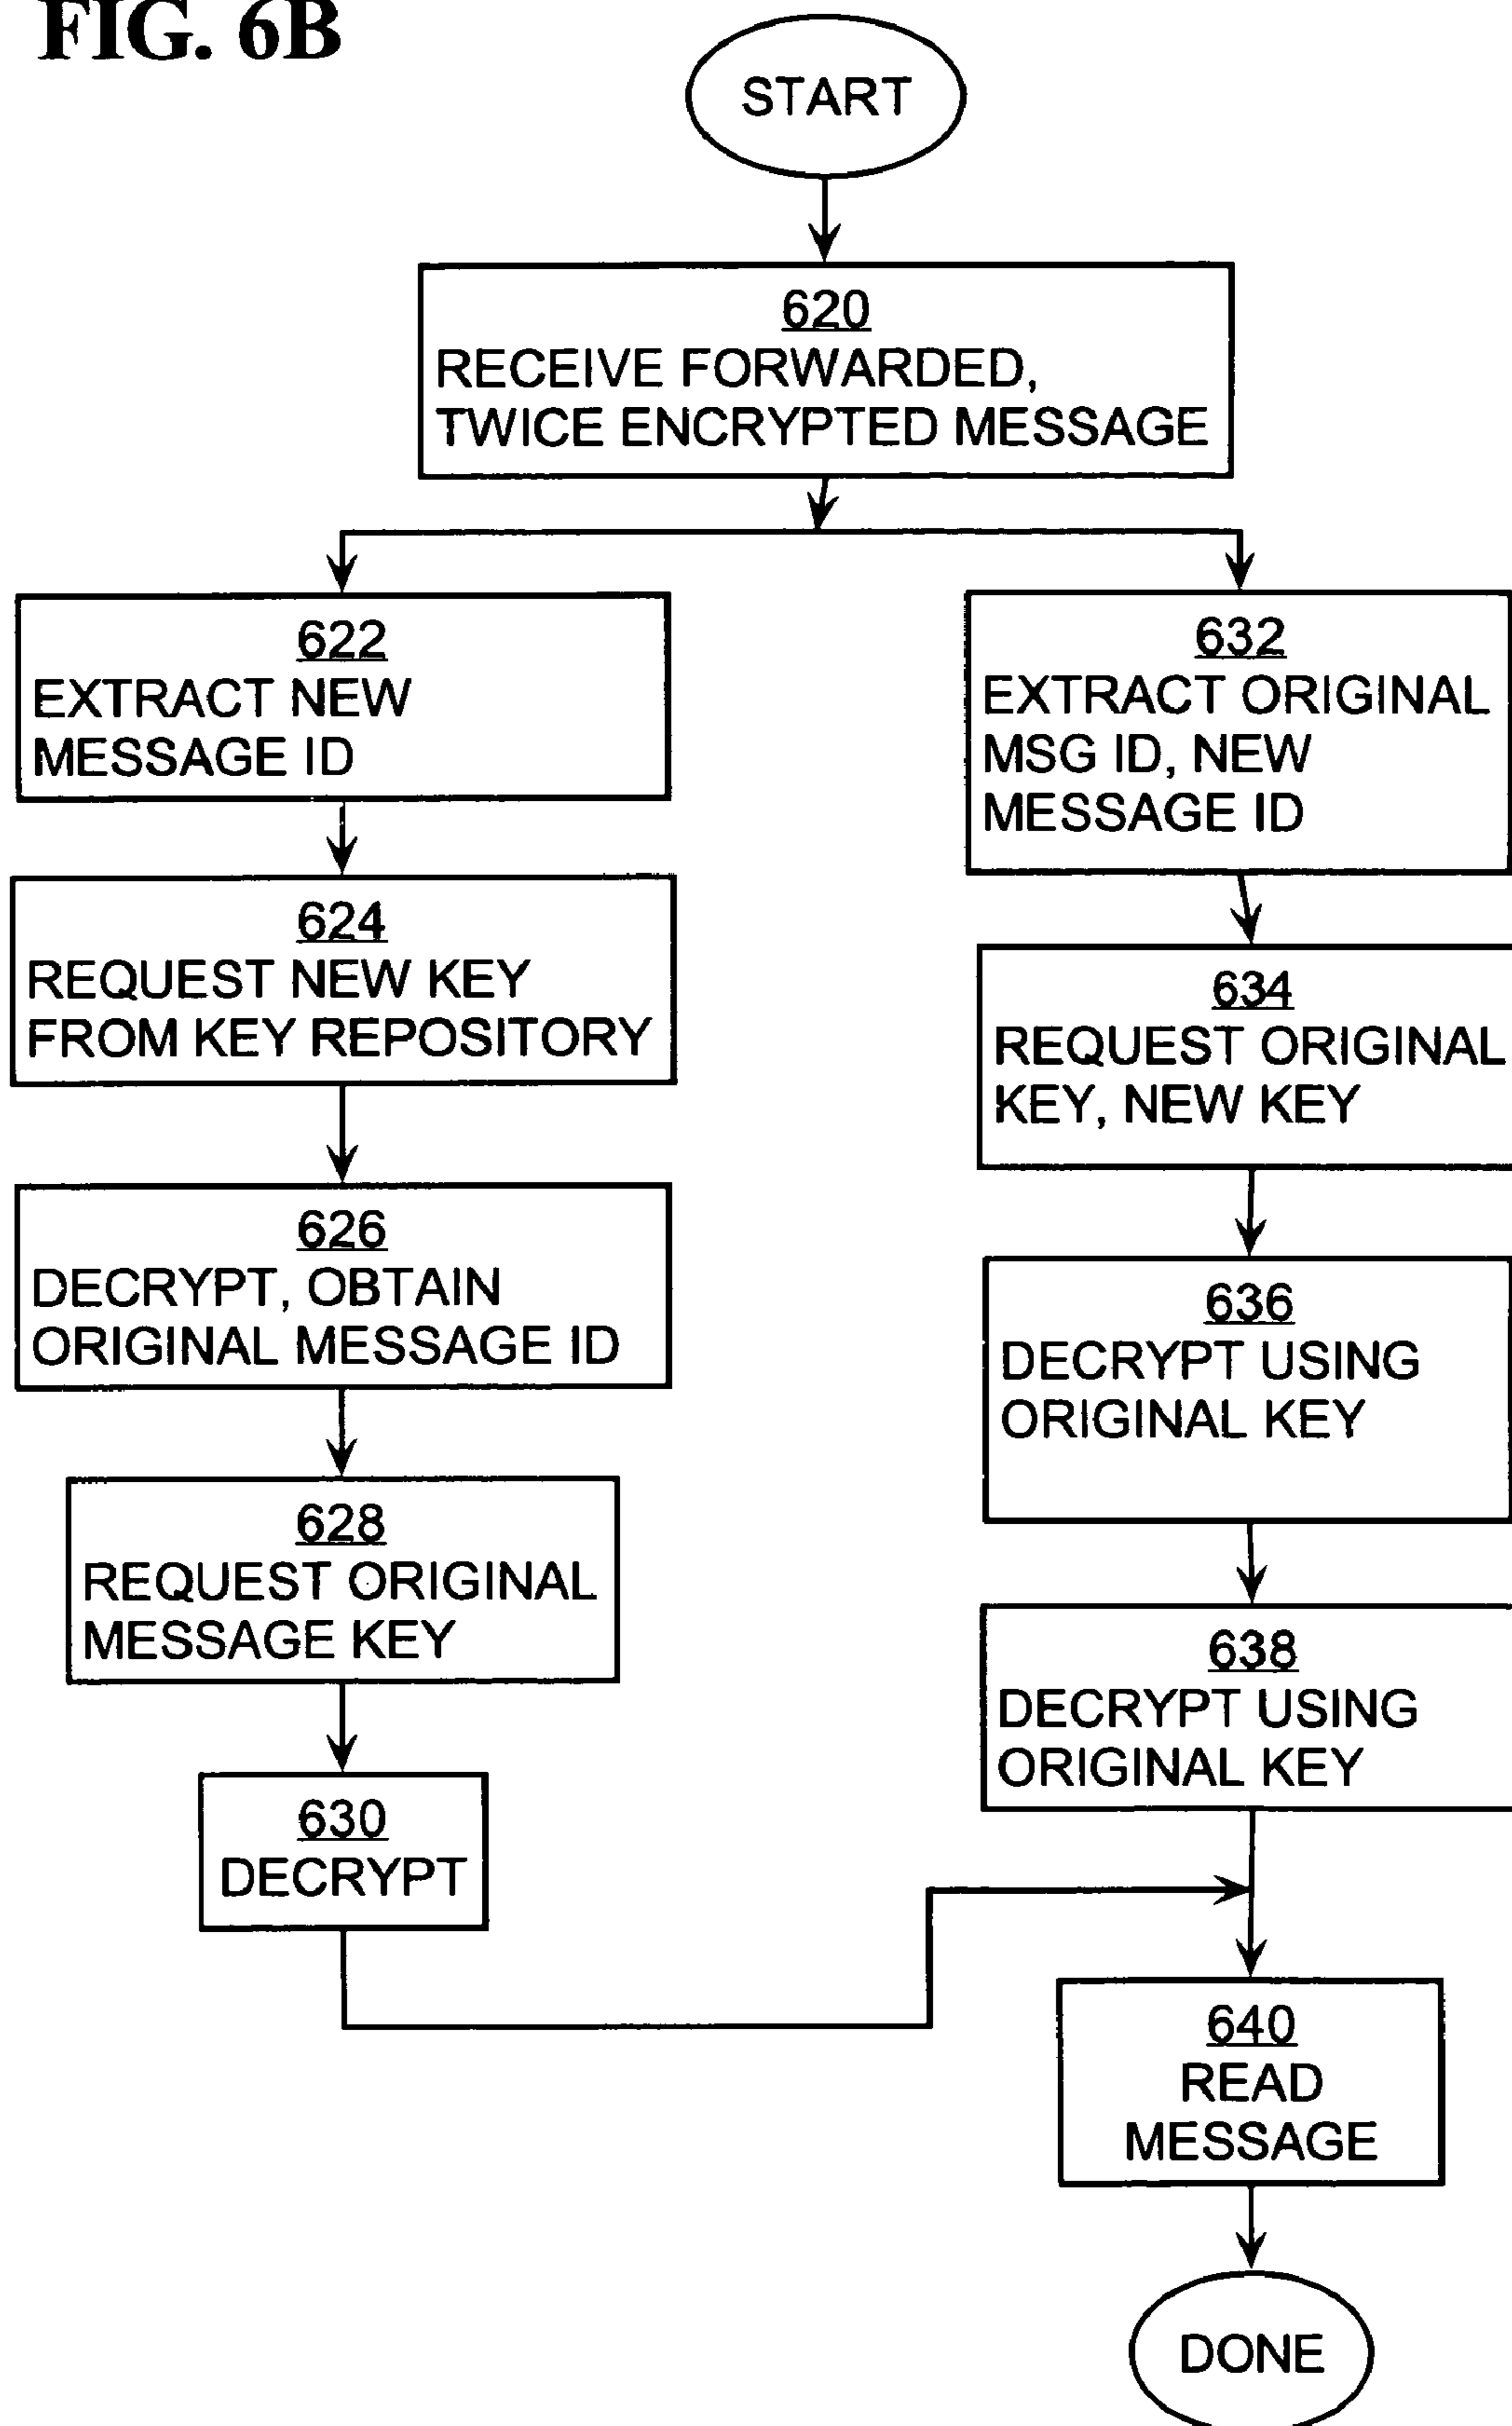 FIG. 6B
START
620
RECEIVE FORWARDED,
TWICE ENCRYPTED MESSAGE
622
EXTRACT NEW
MESSAGE ID
624
REQUEST NEW KEY
FROM KEY REPOSITORY
626
DECRYPT, OBTAIN
ORIGINAL MESSAGE ID
628
REQUEST ORIGINAL
MESSAGE KEY
630
DECRYPT
632
EXTRACT ORIGINAL
MSG ID, NEW
MESSAGE ID
634
REQUEST ORIGINAL
KEY, NEW KEY
636
DECRYPT USING
ORIGINAL KEY
638
DECRYPT USING
ORIGINAL KEY
640
READ
MESSAGE
DONE